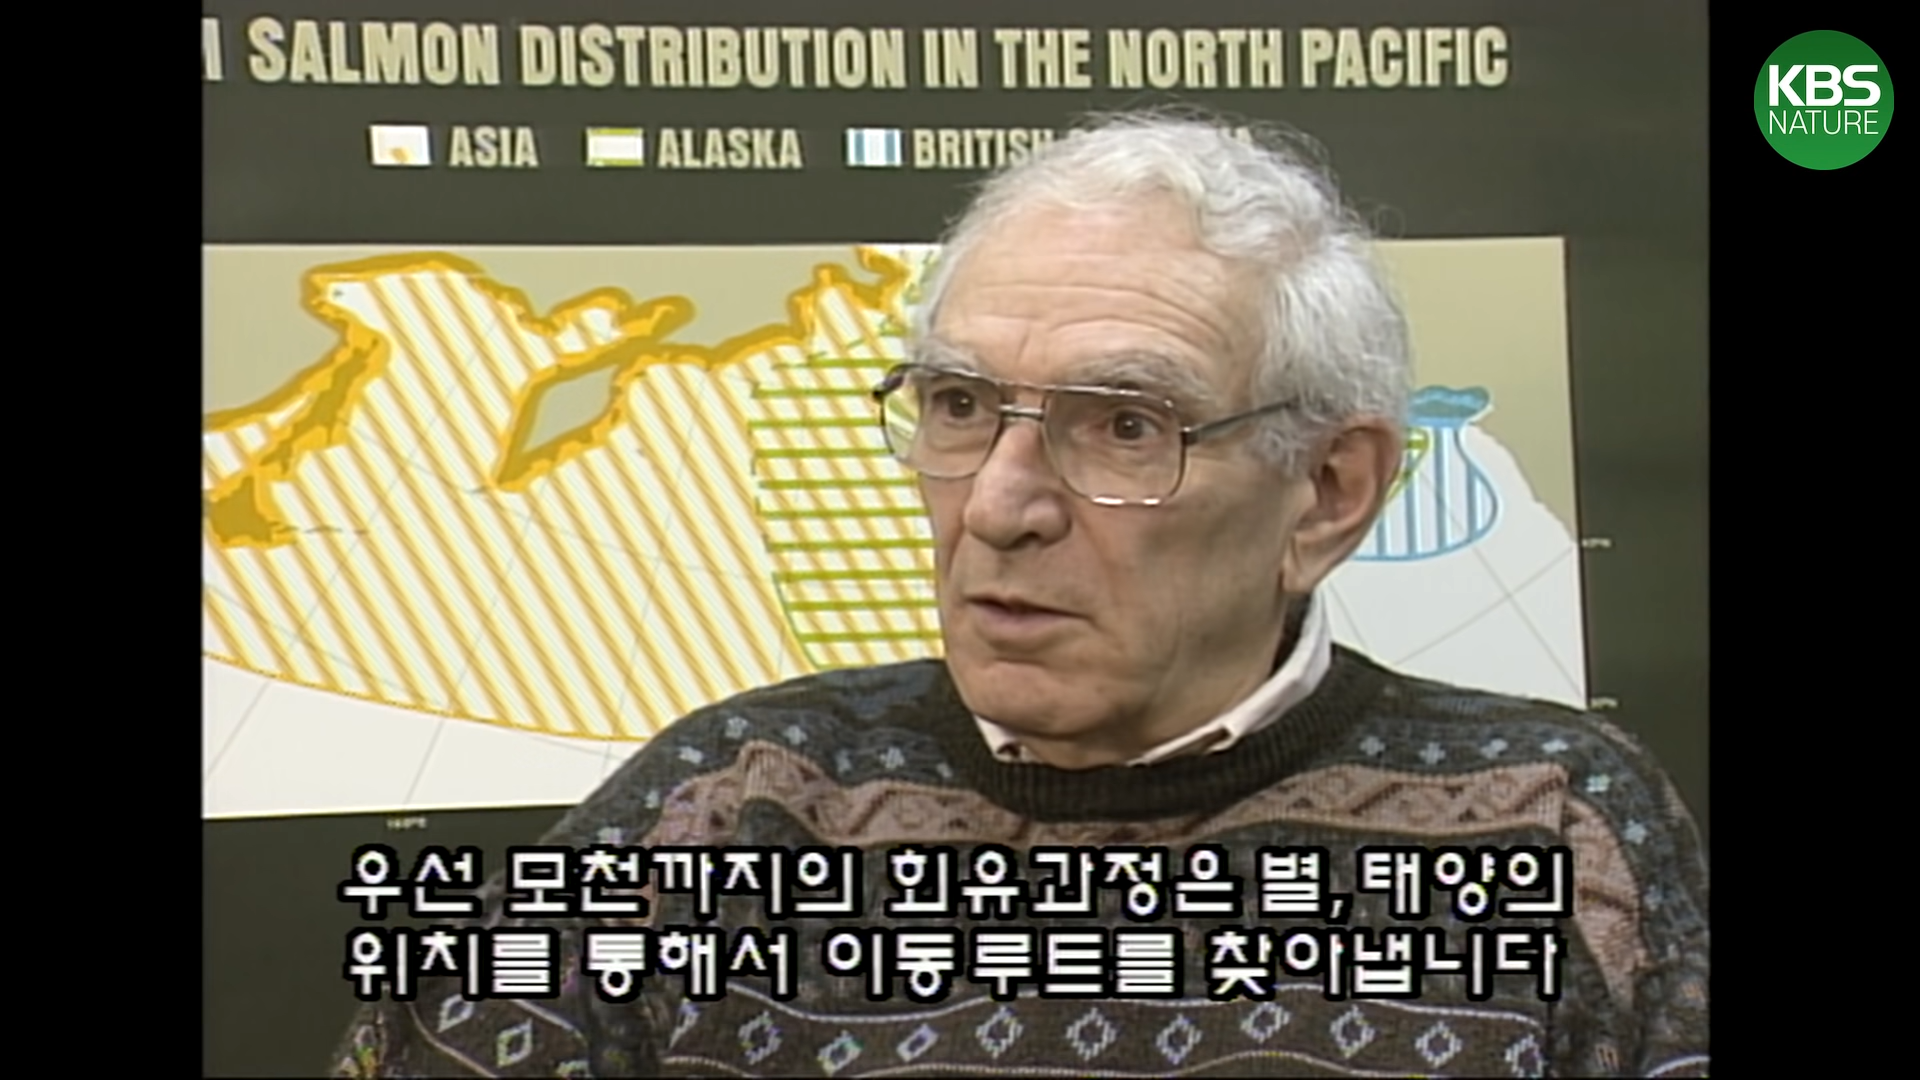 SALMON DISTRIBUTION IN THE NORTH PACIFIC
KBS
NATURE
ASIA
ALASKA
BRITISH
우선 모천까지의 회유과정은 별, 태양의
위치를 통해서 이동루트를 찾아냅니다